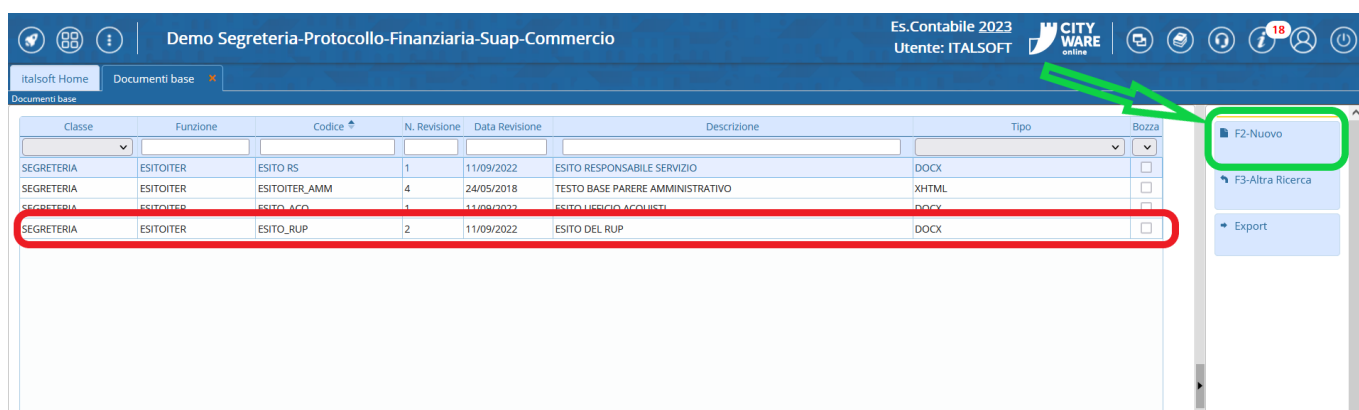 Demo Segreteria-Protocollo-Finanziaria-Suap-Commercio
Es.Contabile 2023
Utente: ITALSOFT
CITY
WARE
online
18
italsoft Home
Documenti base ×
Documenti base
Classe Funzione Codice N. Revisione Data Revisione Descrizione Tipo Bozza
SEGRETERIA ESITOITER ESITO RS 1 11/09/2022 ESITO RESPONSABILE SERVIZIO DOCX
SEGRETERIA ESITOITER ESITOITER_AMM 4 24/05/2018 TESTO BASE PARERE AMMINISTRATIVO XHTML
SEGRETERIA ESITOITER ESITO_ACQ 1 11/09/2022 ESITO UFFICIO ACQUISTI DOCX
SEGRETERIA ESITOITER ESITO_RUP 2 11/09/2022 ESITO DEL RUP DOCX
F2-Nuovo
F3-Altra Ricerca
Export